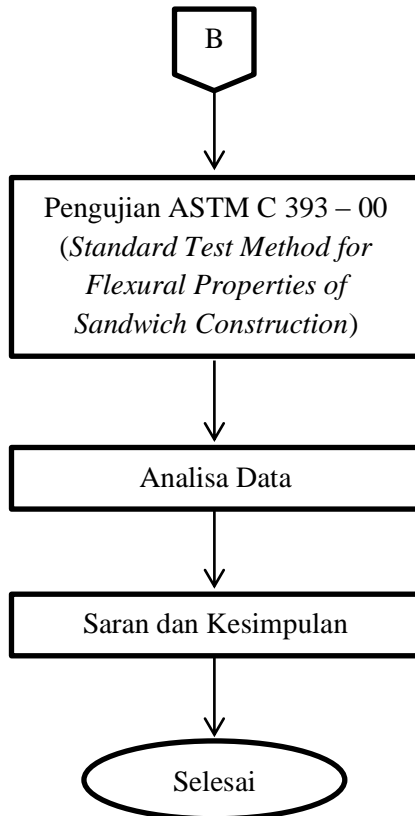 B
Pengujian ASTM C 393 – 00
(Standard Test Method for
Flexural Properties of
Sandwich Construction)
Analisa Data
Saran dan Kesimpulan
Selesai